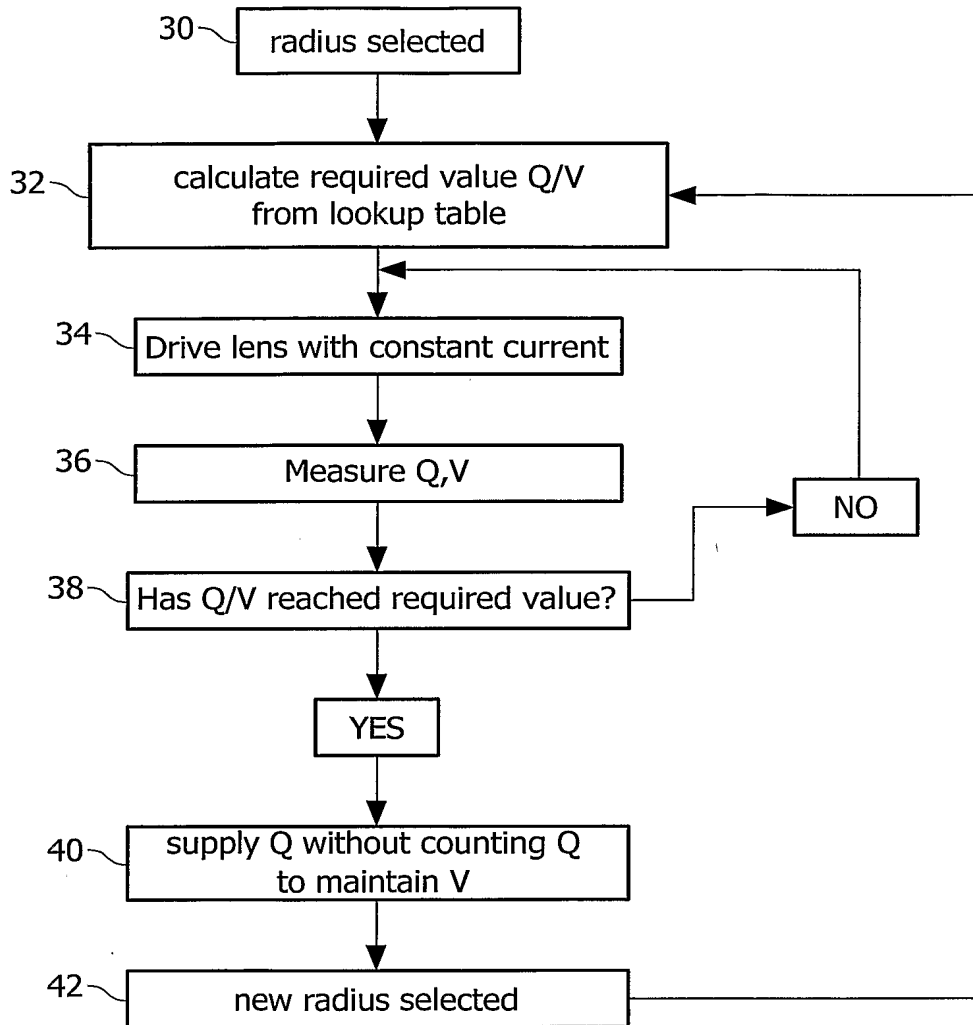 30
radius selected
32
calculate required value Q/V
from lookup table
34
Drive lens with constant current
36
Measure Q,V
NO
38
Has Q/V reached required value?
YES
40
supply Q without counting Q
to maintain V
42
new radius selected